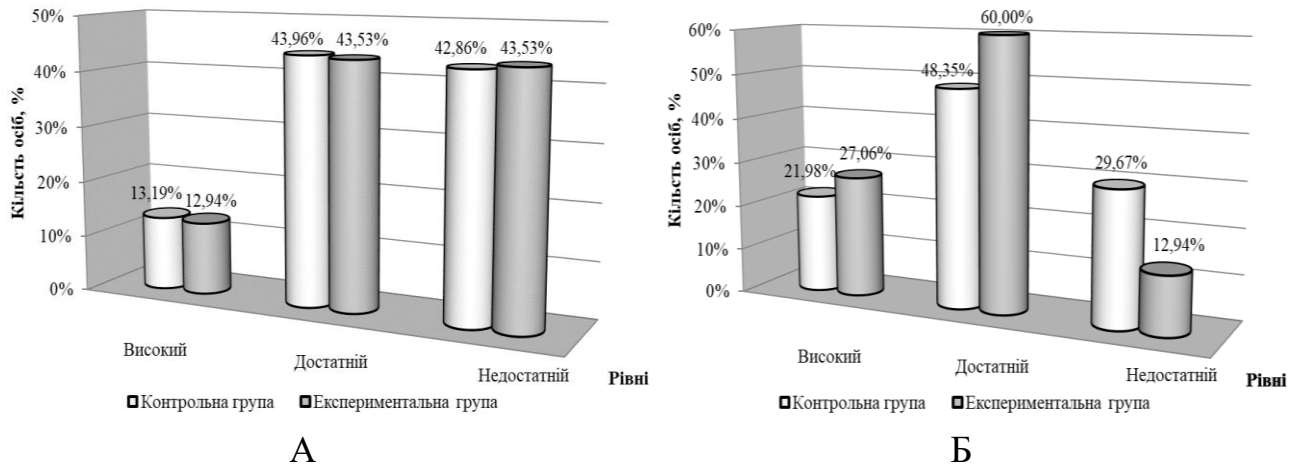 Кількість осіб, %
50%
40%
30%
20%
10%
0%
13,19%
12,94%
43,96%
43,53%
42,86%
43,53%
Високий
Достатній
Недостатній
Рівні
Контрольна група
Експериментальна група
А
Кількість осіб, %
60%
50%
40%
30%
20%
10%
0%
21,98%
27,06%
48,35%
60,00%
29,67%
12,94%
Високий
Достатній
Недостатній
Рівні
Контрольна група
Експериментальна група
Б